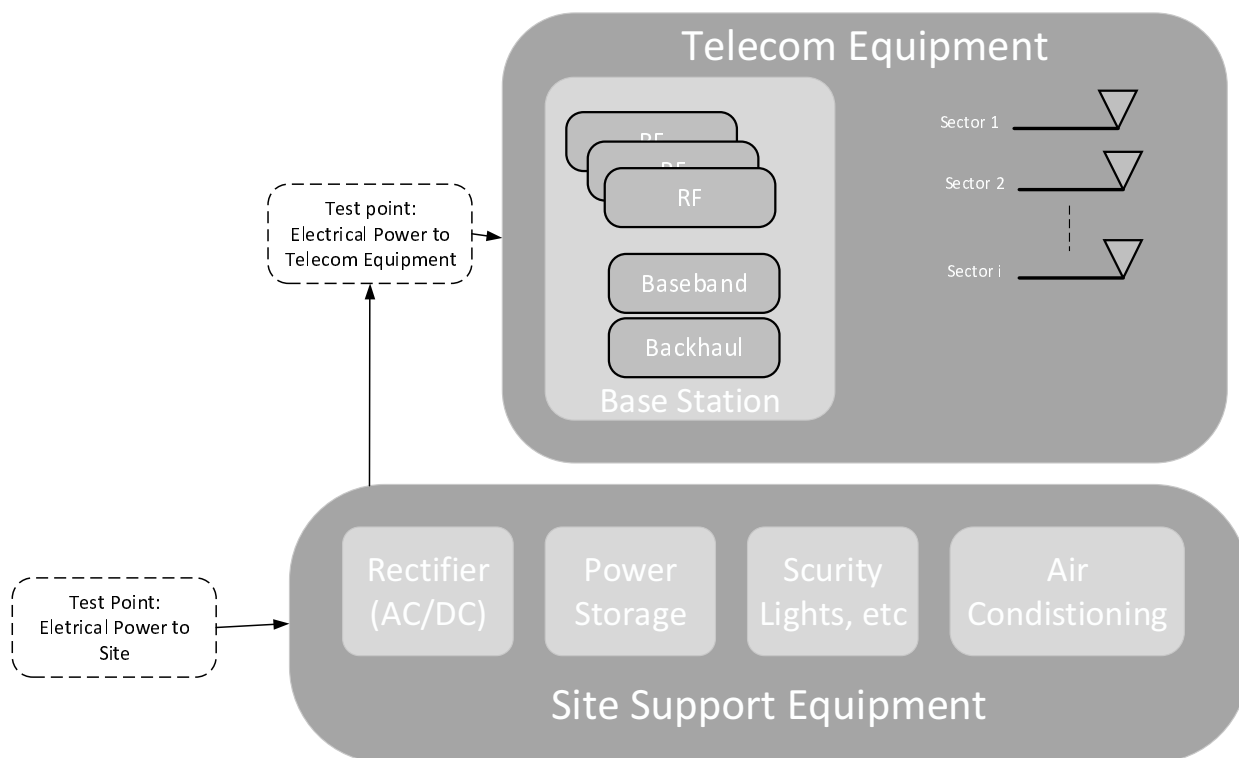 Telecom Equipment
RF
RF
RF
Baseband
Backhaul
Base Station
Sector 1
Sector 2
Sector i
Test point:
Electrical Power to
Telecom Equipment
Test Point:
Eletrical Power to
Site
Rectifier
(AC/DC)
Power
Storage
Scurity
Lights, etc
Air
Condistioning
Site Support Equipment